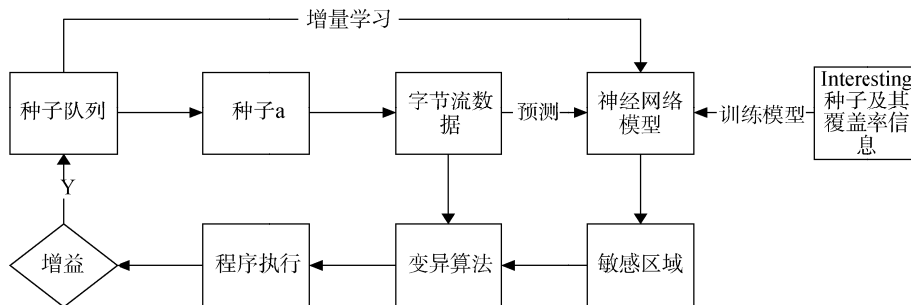 增量学习
种子队列
种子a
字节流数
据
预测
神经网络
模型
训练模型
Interesting
种子及其
覆盖率信
息
Y
增益
程序执行
变异算法
敏感区域